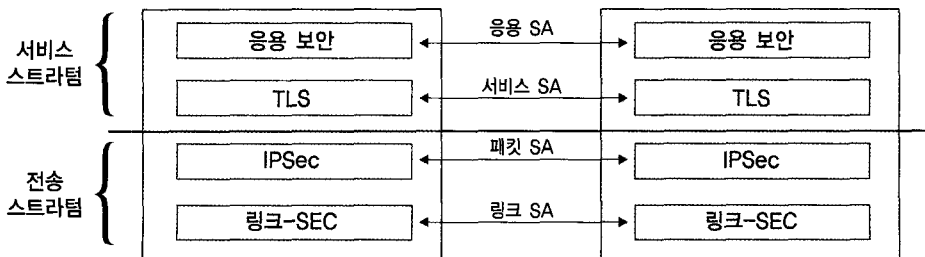 서비스
스트라텀
응용 보안
응용 SA
응용 보안
TLS
서비스 SA
TLS
전송
스트라텀
IPSec
패킷 SA
IPSec
링크-SEC
링크 SA
링크-SEC